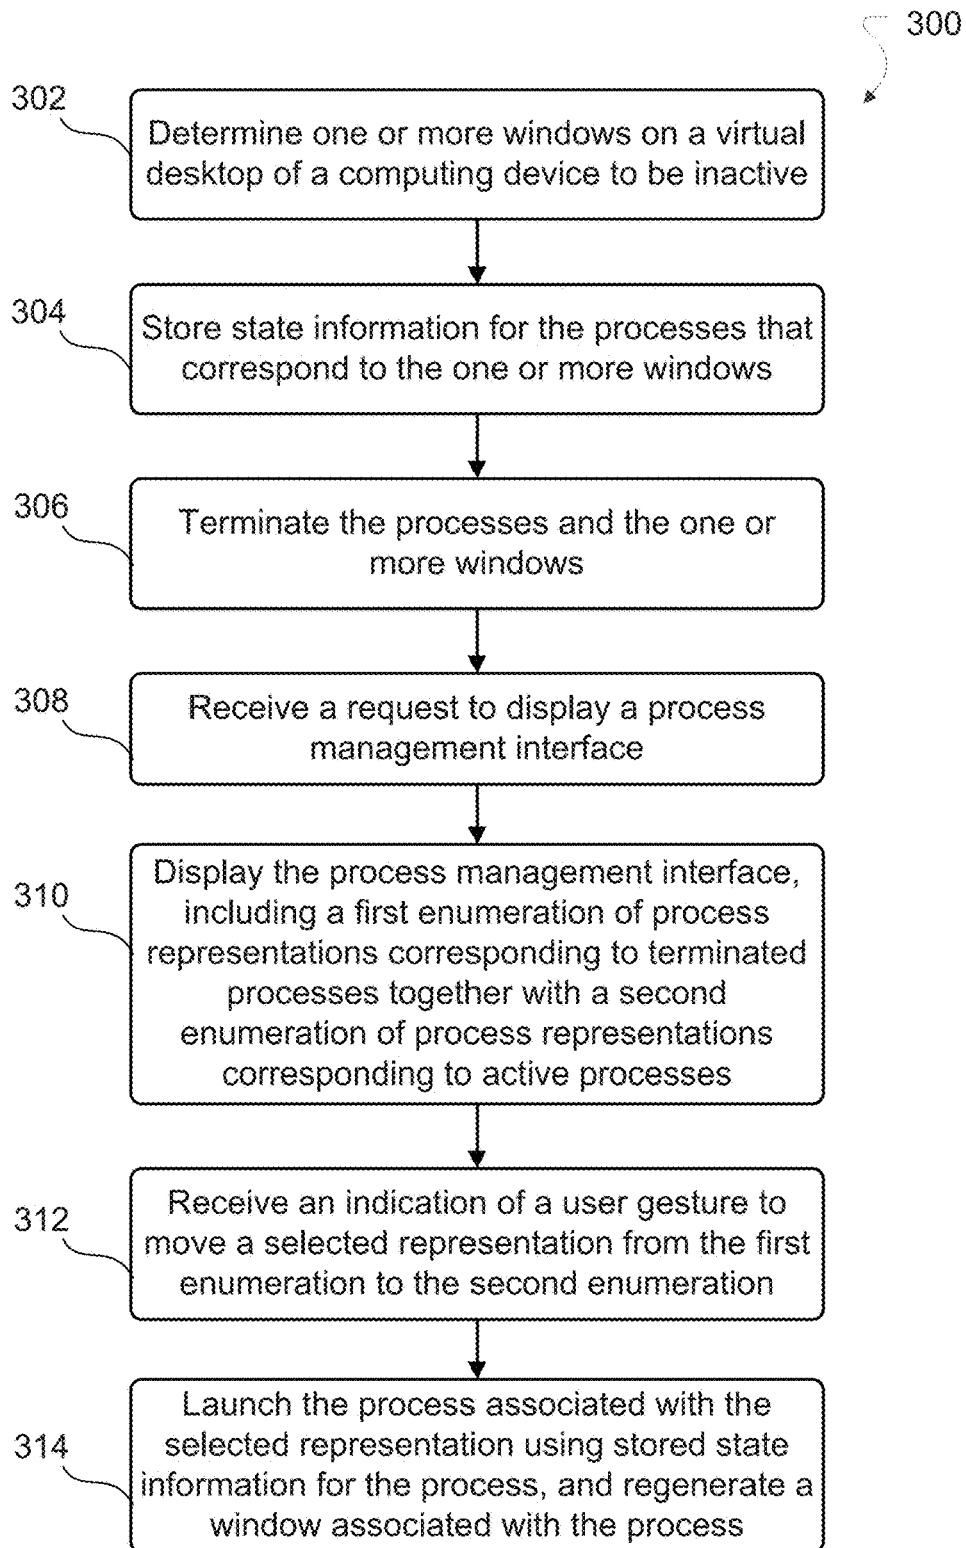 300
302
Determine one or more windows on a virtual
desktop of a computing device to be inactive
304
Store state information for the processes that
correspond to the one or more windows
306
Terminate the processes and the one or
more windows
308
Receive a request to display a process
management interface
310
Display the process management interface,
including a first enumeration of process
representations corresponding to terminated
processes together with a second
enumeration of process representations
corresponding to active processes
312
Receive an indication of a user gesture to
move a selected representation from the first
enumeration to the second enumeration
314
Launch the process associated with the
selected representation using stored state
information for the process, and regenerate a
window associated with the process